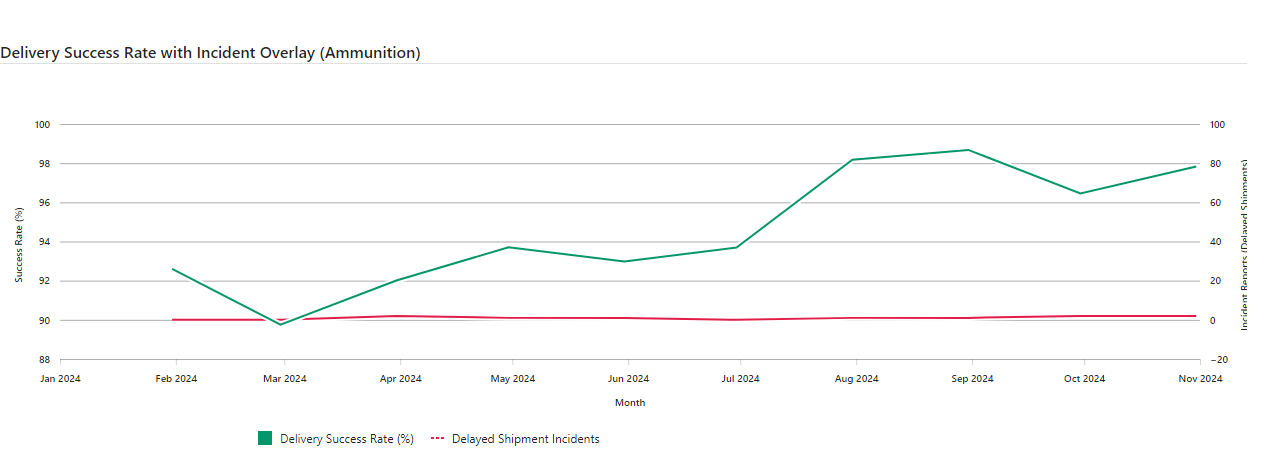 Delivery Success Rate with Incident Overlay (Ammunition)
100
98
96
94
92
90
88
Success Rate (%)
100
80
60
40
20
0
−20
Incident Reports (Delayed Shipments)
Jan 2024 Feb 2024 Mar 2024 Apr 2024 May 2024 Jun 2024 Jul 2024 Aug 2024 Sep 2024 Oct 2024 Nov 2024
Month
Delivery Success Rate (%) Delayed Shipment Incidents